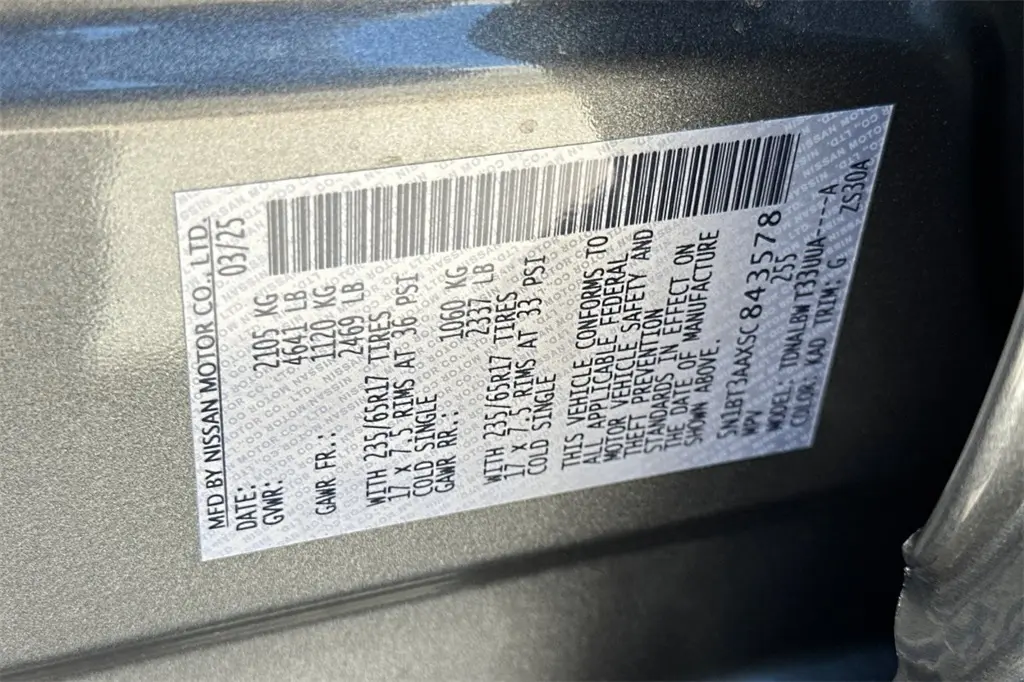 MFD BY NISSAN MOTOR CO., LTD.
DATE: 03/25
GVWR: 2105 KG
4641 LB
GAWR FR.: 1120 KG
2469 LB
WITH 235/65R17 TIRES
17 X 7.5 RIMS AT 36 PSI
COLD SINGLE
GAWR RR.: 1060 KG
2337 LB
WITH 235/65R17 TIRES
17 X 7.5 RIMS AT 33 PSI
COLD SINGLE
THIS VEHICLE CONFORMS TO
ALL APPLICABLE FEDERAL
MOTOR VEHICLE SAFETY AND
THEFT PREVENTION
STANDARDS IN EFFECT ON
THE DATE OF MANUFACTURE
SHOWN ABOVE.
5N1BT3AAXSC843578
MPV 255
MODEL: TDNALBWT33UUA----A
COLOR: KAD TRIM: G ZS30A